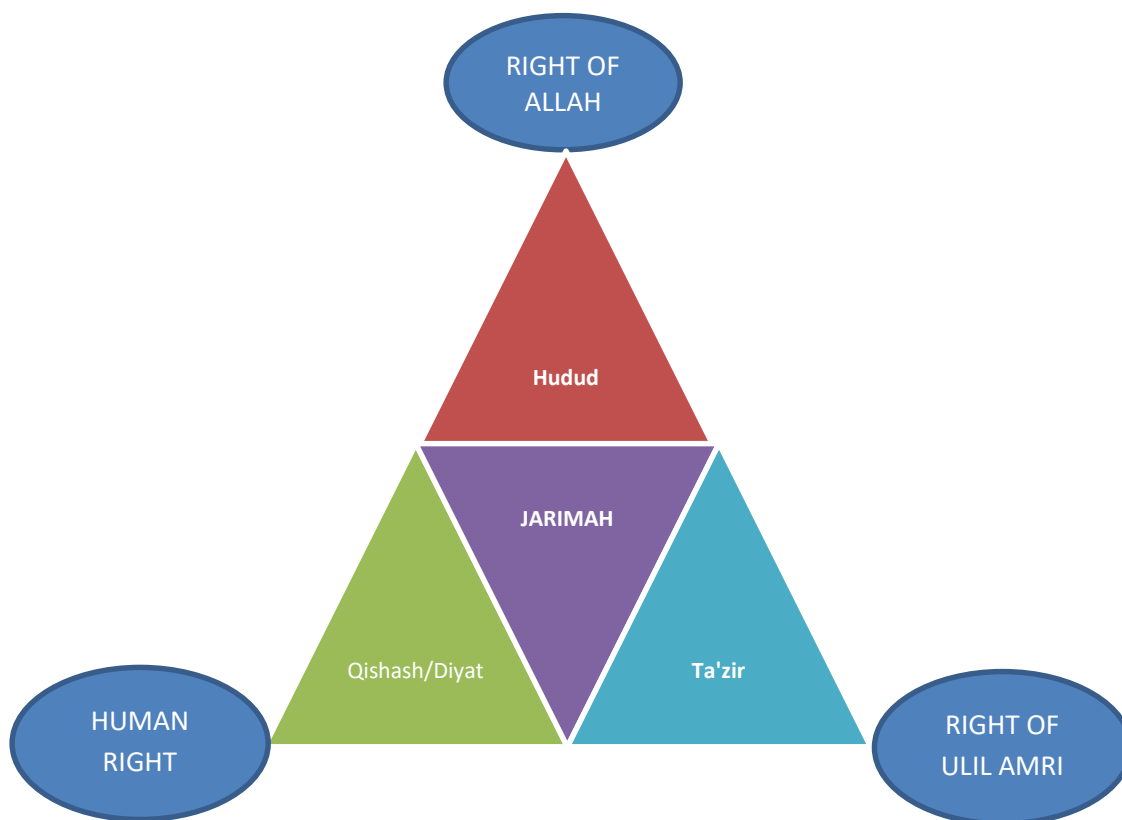 RIGHT OF
ALLAH
Hudud
JARIMAH
Qishash/Diyat
Ta'zir
HUMAN
RIGHT
RIGHT OF
ULIL AMRI